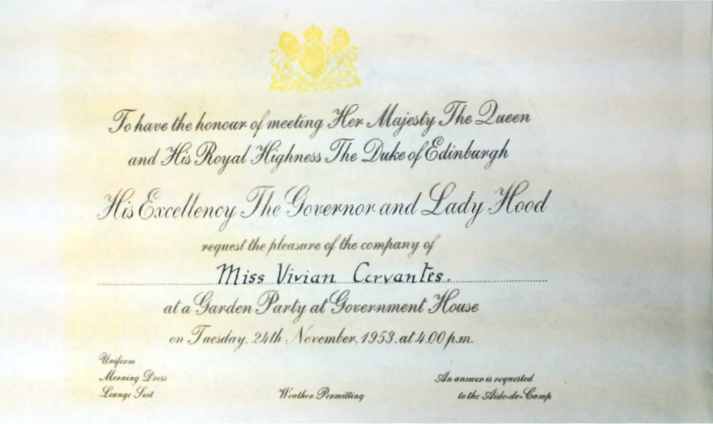 To have the honour of meeting Her Majesty The Queen
and His Royal Highness The Duke of Edinburgh
His Excellency The Governor and Lady Hood
request the pleasure of the company of
Miss Vivian Cervantes.
at a Garden Party at Government House
on Tuesday, 24th November, 1953, at 4.00 p.m.
Uniform
Morning Dress
Lounge Suit
Weather Permitting
An answer is requested
to the Aide-de-Camp